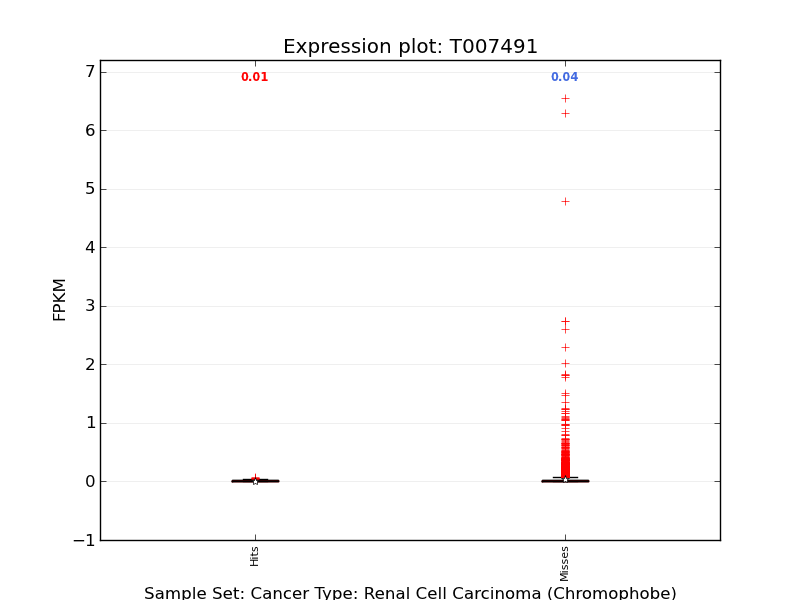 Expression plot: T007491
7
0.01
0.04
6
5
4
FPKM
3
2
1
0
−1
Hits
Misses
Sample Set: Cancer Type: Renal Cell Carcinoma (Chromophobe)